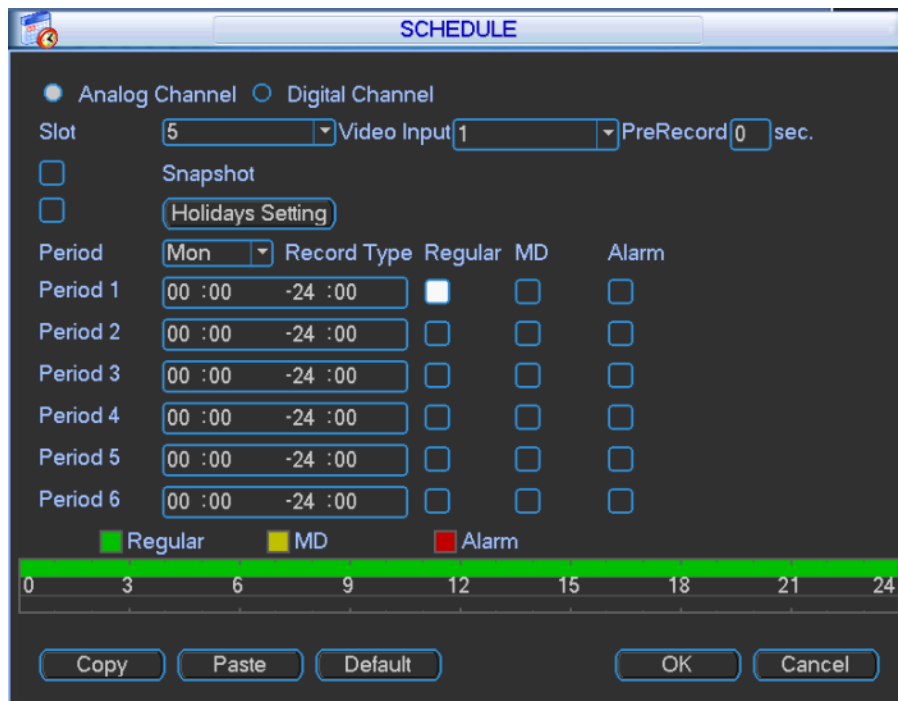 SCHEDULE
Analog Channel Digital Channel
Slot 5 Video Input 1 PreRecord 0 sec.
Snapshot
Holidays Setting
Period Mon Record Type Regular MD Alarm
Period 1 00 :00 -24 :00
Period 2 00 :00 -24 :00
Period 3 00 :00 -24 :00
Period 4 00 :00 -24 :00
Period 5 00 :00 -24 :00
Period 6 00 :00 -24 :00
Regular MD Alarm
0 3 6 9 12 15 18 21 24
Copy Paste Default OK Cancel